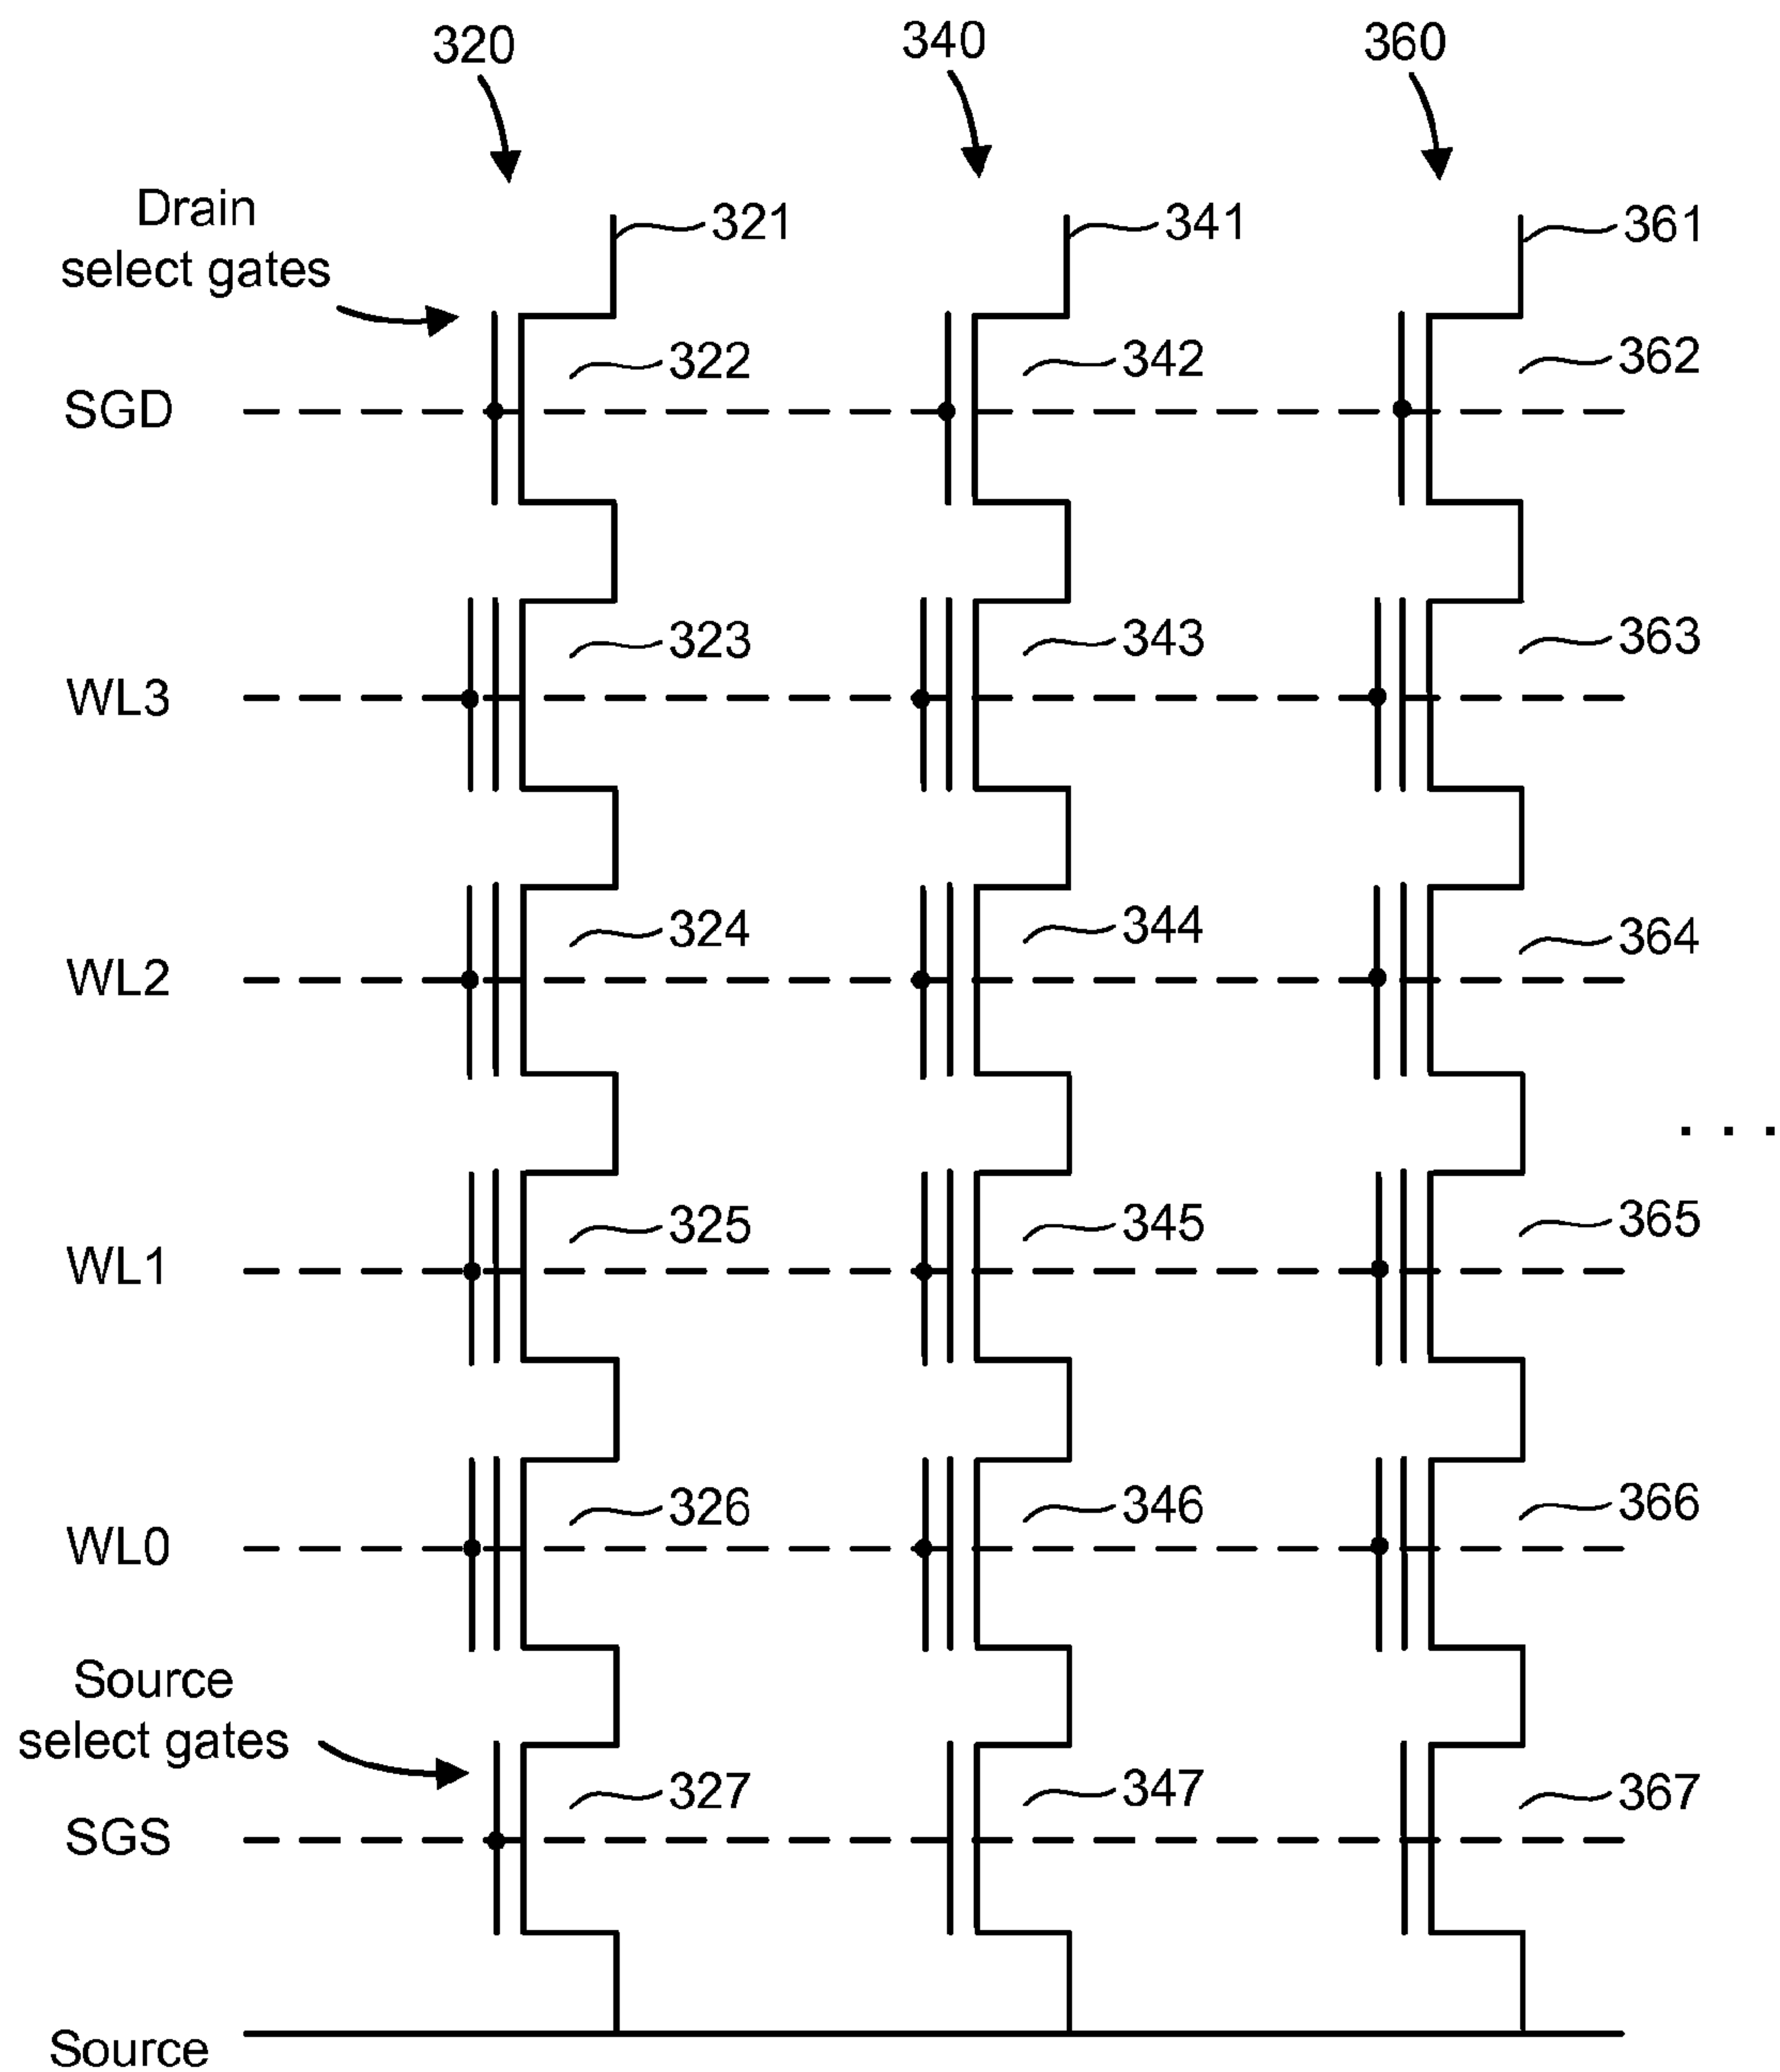 320 340 360
Drain
select gates
321 341 361
322 342 362
SGD
323 343 363
WL3
324 344 364
WL2
. . .
325 345 365
WL1
326 346 366
WL0
Source
select gates
327 347 367
SGS
Source